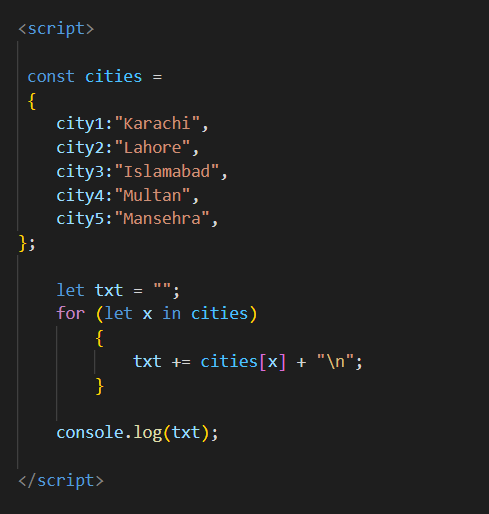 <script>
const cities =
{
city1:"Karachi",
city2:"Lahore",
city3:"Islamabad",
city4:"Multan",
city5:"Mansehra",
};
let txt = "";
for (let x in cities)
{
txt += cities[x] + "\n";
}
console.log(txt);
</script>